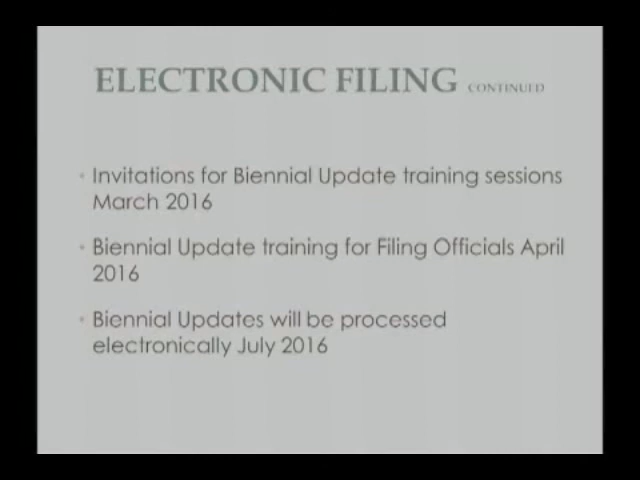 ELECTRONIC FILING CONTINUED
• Invitations for Biennial Update training sessions
March 2016
• Biennial Update training for Filing Officials April
2016
• Biennial Updates will be processed
electronically July 2016